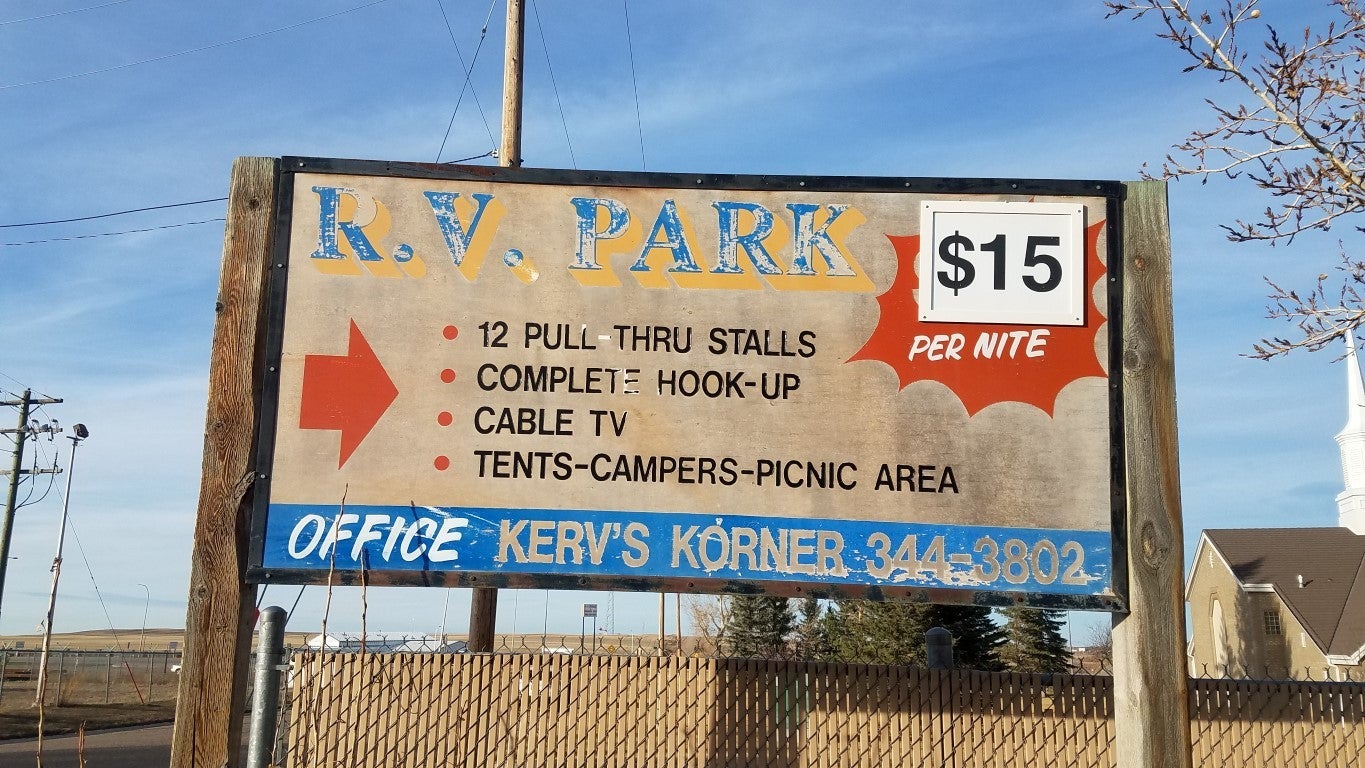 R.V. PARK
$15
PER NITE
12 PULL-THRU STALLS
COMPLETE HOOK-UP
CABLE TV
TENTS-CAMPERS-PICNIC AREA
OFFICE KERV'S KORNER 344-3802